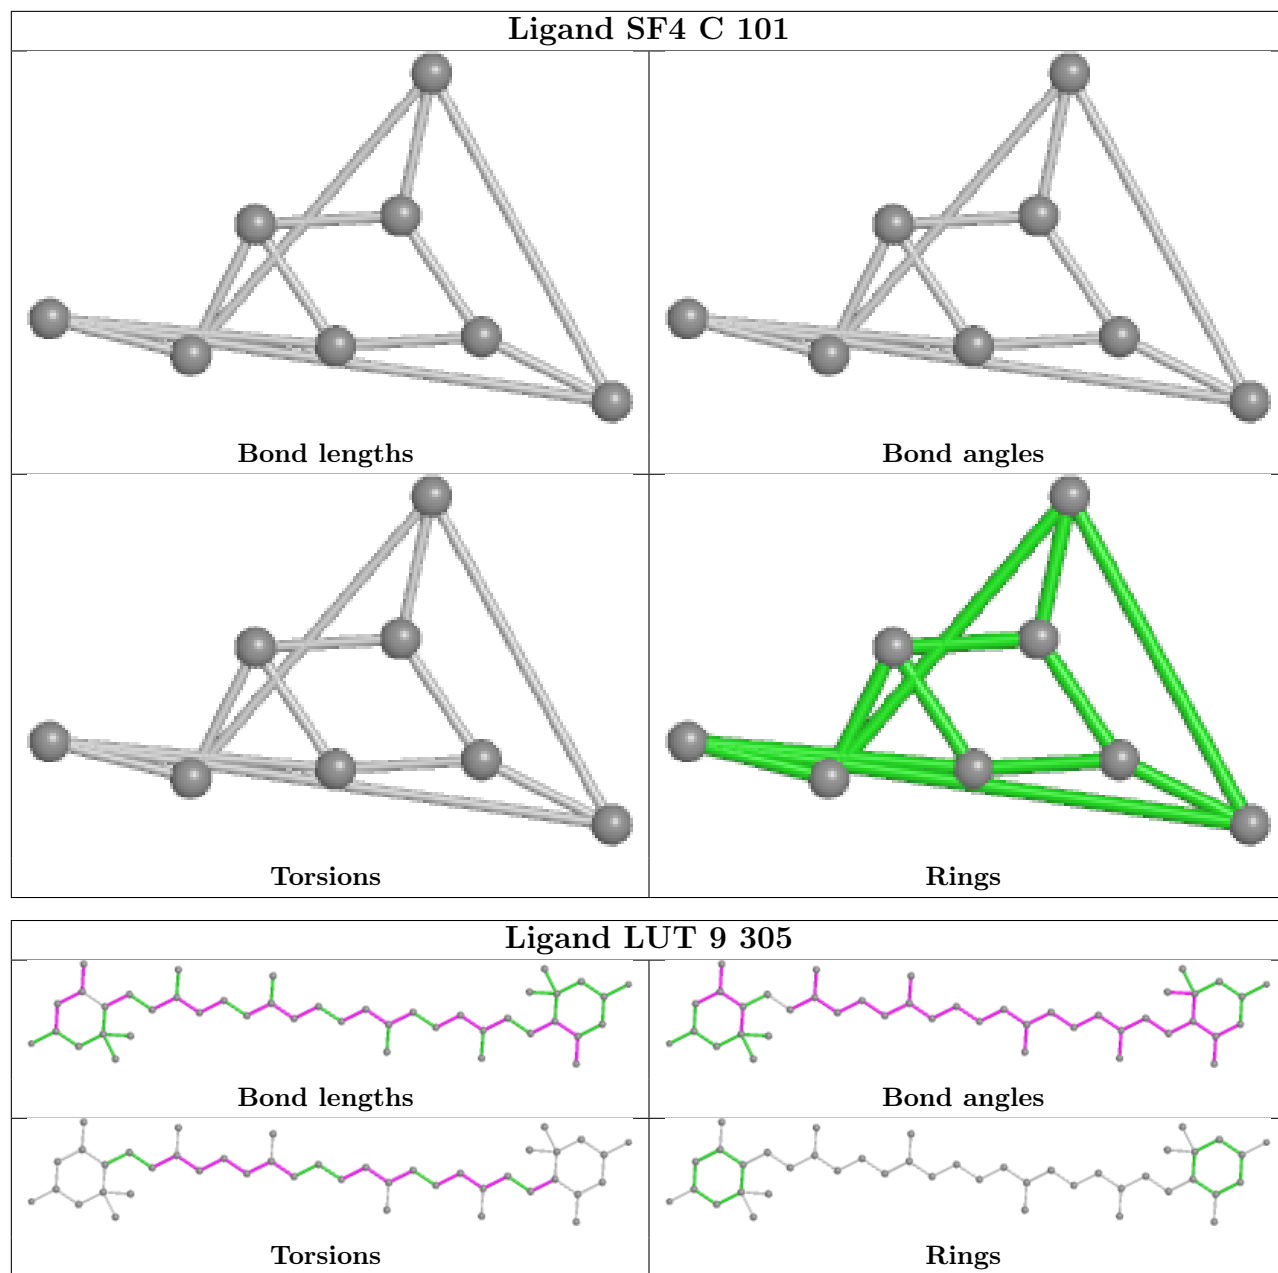 Ligand SF4 C 101
Bond lengths
Bond angles
Torsions
Rings
Ligand LUT 9 305
Bond lengths
Bond angles
Torsions
Rings